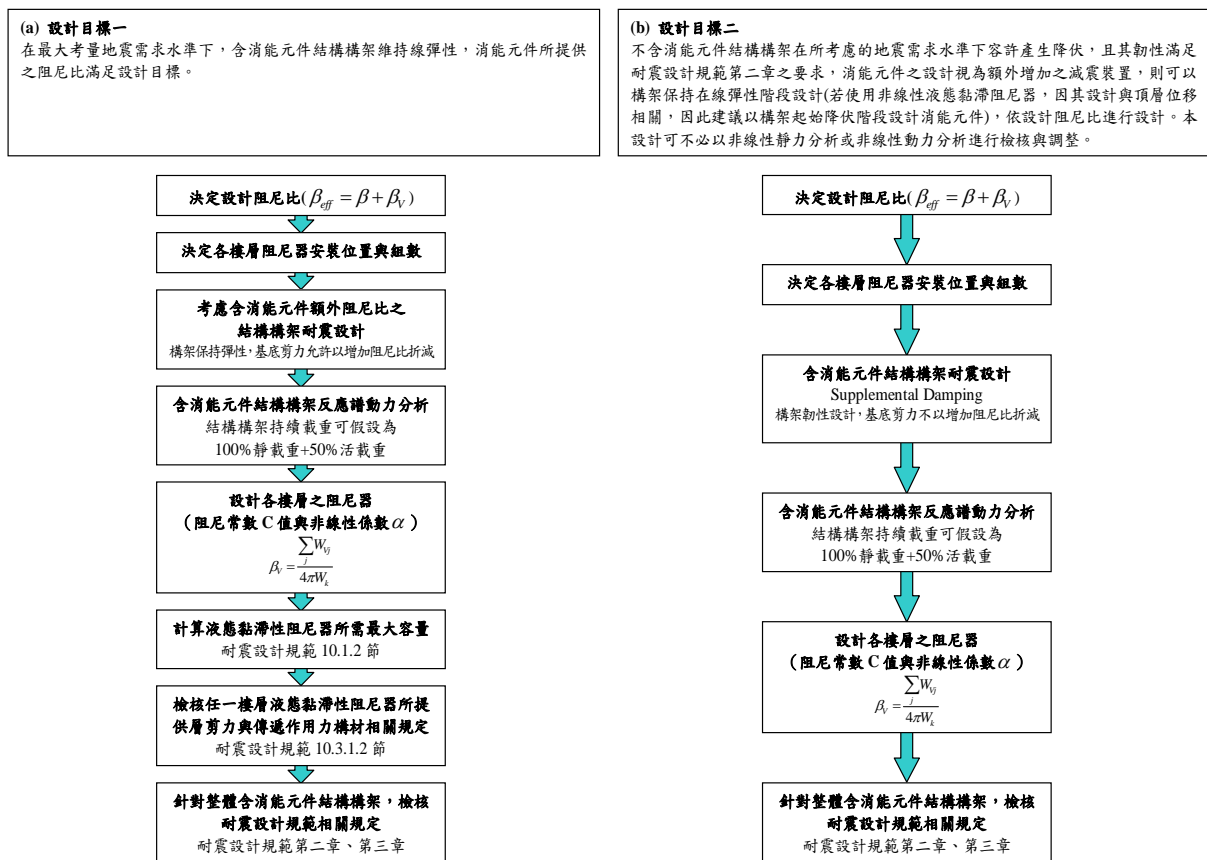 (a) 設計目標一
在最大考量地震需求水準下，含消能元件結構構架維持線彈性，消能元件所提供
之阻尼比滿足設計目標。
決定設計阻尼比(β_eff = β + β_V)
決定各樓層阻尼器安裝位置與組數
考慮含消能元件額外阻尼比之
結構構架耐震設計
構架保持彈性，基底剪力允許以增加阻尼比折減
含消能元件結構構架反應譜動力分析
結構構架持續載重可假設為
100%靜載重+50%活載重
設計各樓層之阻尼器
（阻尼常數 C 值與非線性係數 α）
β_V = ∑_j W_Vj / 4πW_k
計算液態黏滯性阻尼器所需最大容量
耐震設計規範 10.1.2 節
檢核任一樓層液態黏滯性阻尼器所提
供層剪力與傳遞作用力構材相關規定
耐震設計規範 10.3.1.2 節
針對整體含消能元件結構構架，檢核
耐震設計規範相關規定
耐震設計規範第二章、第三章
(b) 設計目標二
不含消能元件結構構架在所考慮的地震需求水準下容許產生降伏，且其韌性滿足
耐震設計規範第二章之要求，消能元件之設計視為額外增加之減震裝置，則可以
構架保持在線彈性階段設計(若使用非線性液態黏滯阻尼器，因其設計與頂層位移
相關，因此建議以構架起始降伏階段設計消能元件)，依設計阻尼比進行設計。本
設計可不必以非線性靜力分析或非線性動力分析進行檢核與調整。
決定設計阻尼比(β_eff = β + β_V)
決定各樓層阻尼器安裝位置與組數
含消能元件結構構架耐震設計
Supplemental Damping
構架韌性設計，基底剪力不以增加阻尼比折減
含消能元件結構構架反應譜動力分析
結構構架持續載重可假設為
100%靜載重+50%活載重
設計各樓層之阻尼器
（阻尼常數 C 值與非線性係數 α）
β_V = ∑_j W_Vj / 4πW_k
針對整體含消能元件結構構架，檢核
耐震設計規範相關規定
耐震設計規範第二章、第三章